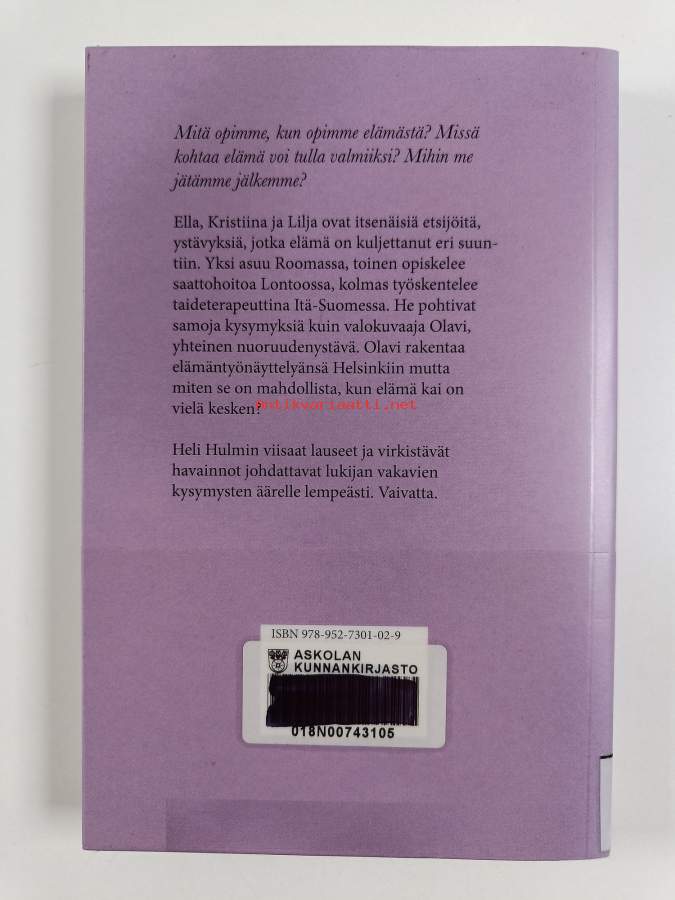 Mitä opimme, kun opimme elämästä? Missä
kohtaa elämä voi tulla valmiiksi? Mihin me
jätämme jälkemme?
Ella, Kristiina ja Lilja ovat itsenäisiä etsijöitä,
ystävyksiä, jotka elämä on kuljettanut eri suun-
tiin. Yksi asuu Roomassa, toinen opiskelee
saattohoitoa Lontoossa, kolmas työskentelee
taideterapeuttina Itä-Suomessa. He pohtivat
samoja kysymyksiä kuin valokuvaaja Olavi,
yhteinen nuoruudenystävä. Olavi rakentaa
elämäntyönäyttelyänsä Helsinkiin mutta
miten se on mahdollista, kun elämä kai on
vielä kesken?
antikvariaatti.net
Heli Hulmin viisaat lauseet ja virkistävät
havainnot johdattavat lukijan vakavien
kysymysten äärelle lempeästi. Vaivatta.
ISBN 978-952-7301-02-9
ASKOLAN
KUNNANKIRJASTO
018N00743105